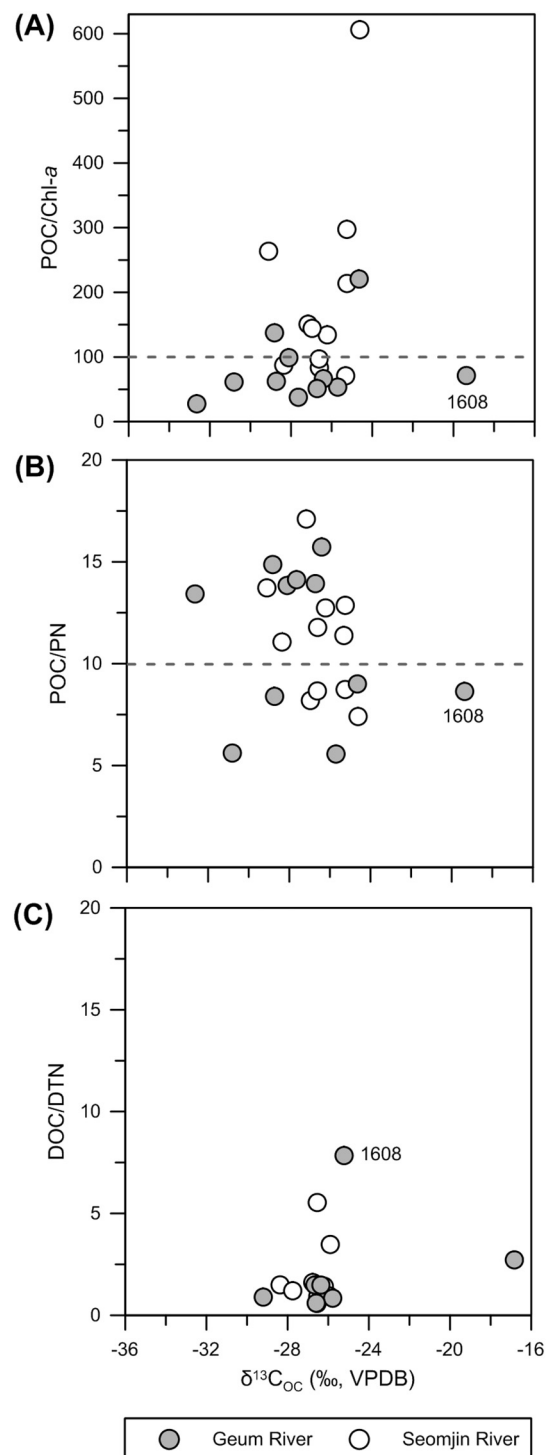 (A)
600
500
400
300
200
100
0
POC/Chl-a
1608
(B)
20
15
10
5
0
POC/PN
1608
(C)
20
15
10
5
0
DOC/DTN
1608
-36 -32 -28 -24 -20 -16
δ¹³C_OC (‰, VPDB)
Geum River Seomjin River